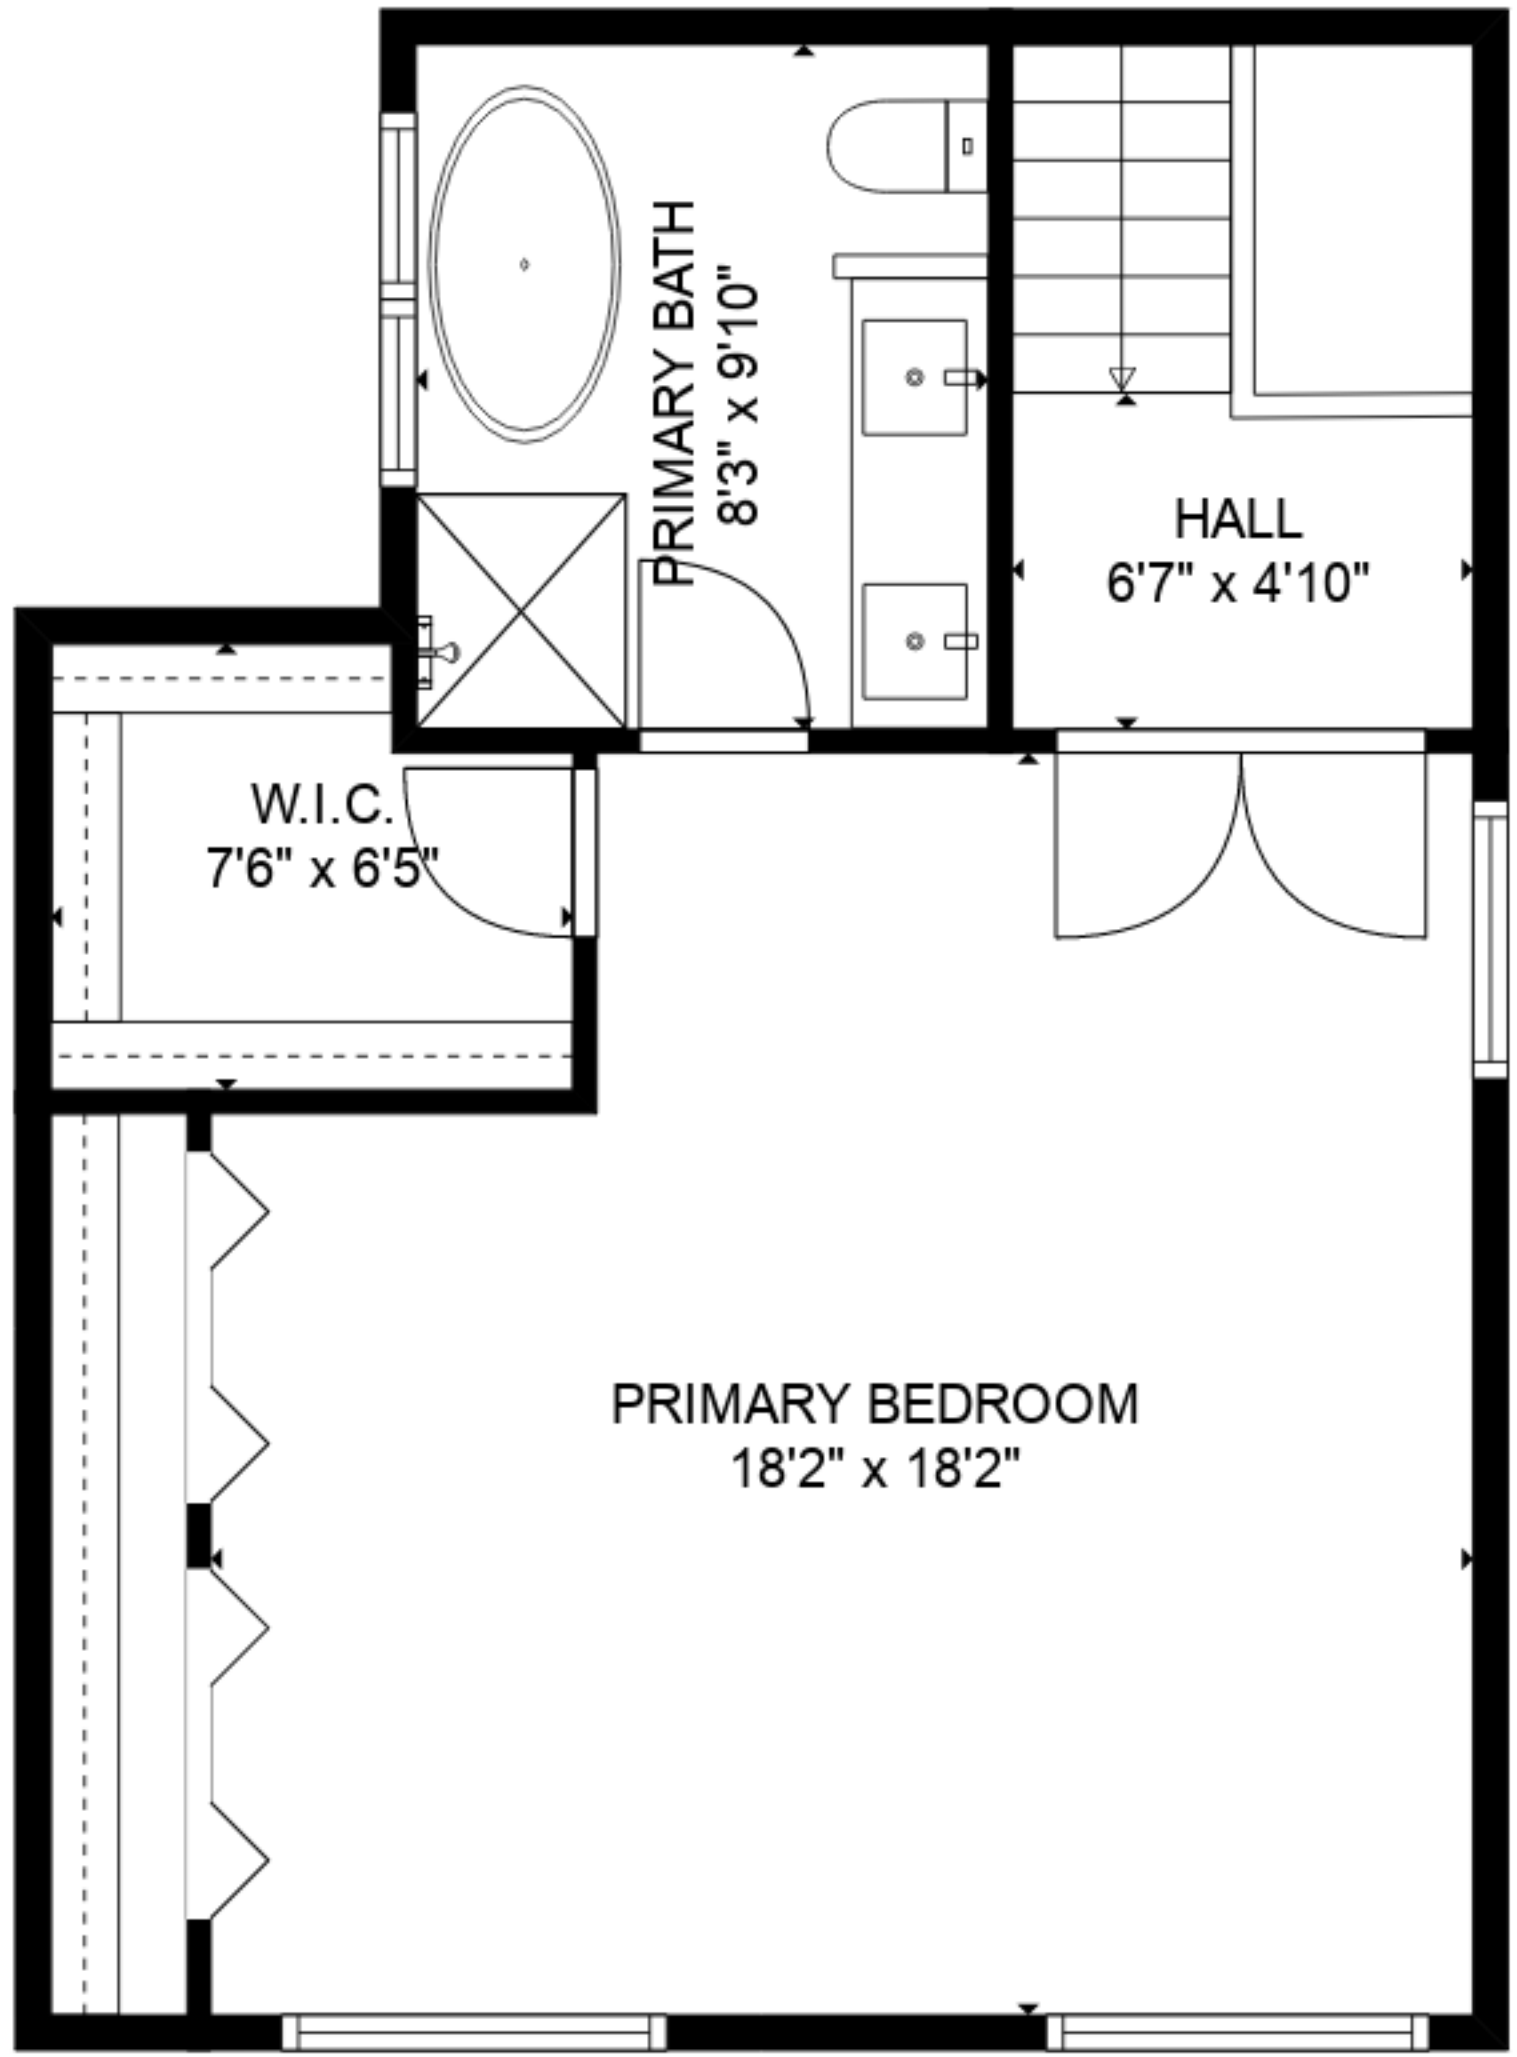 PRIMARY BATH
8'3" x 9'10"
HALL
6'7" x 4'10"
W.I.C.
7'6" x 6'5"
PRIMARY BEDROOM
18'2" x 18'2"